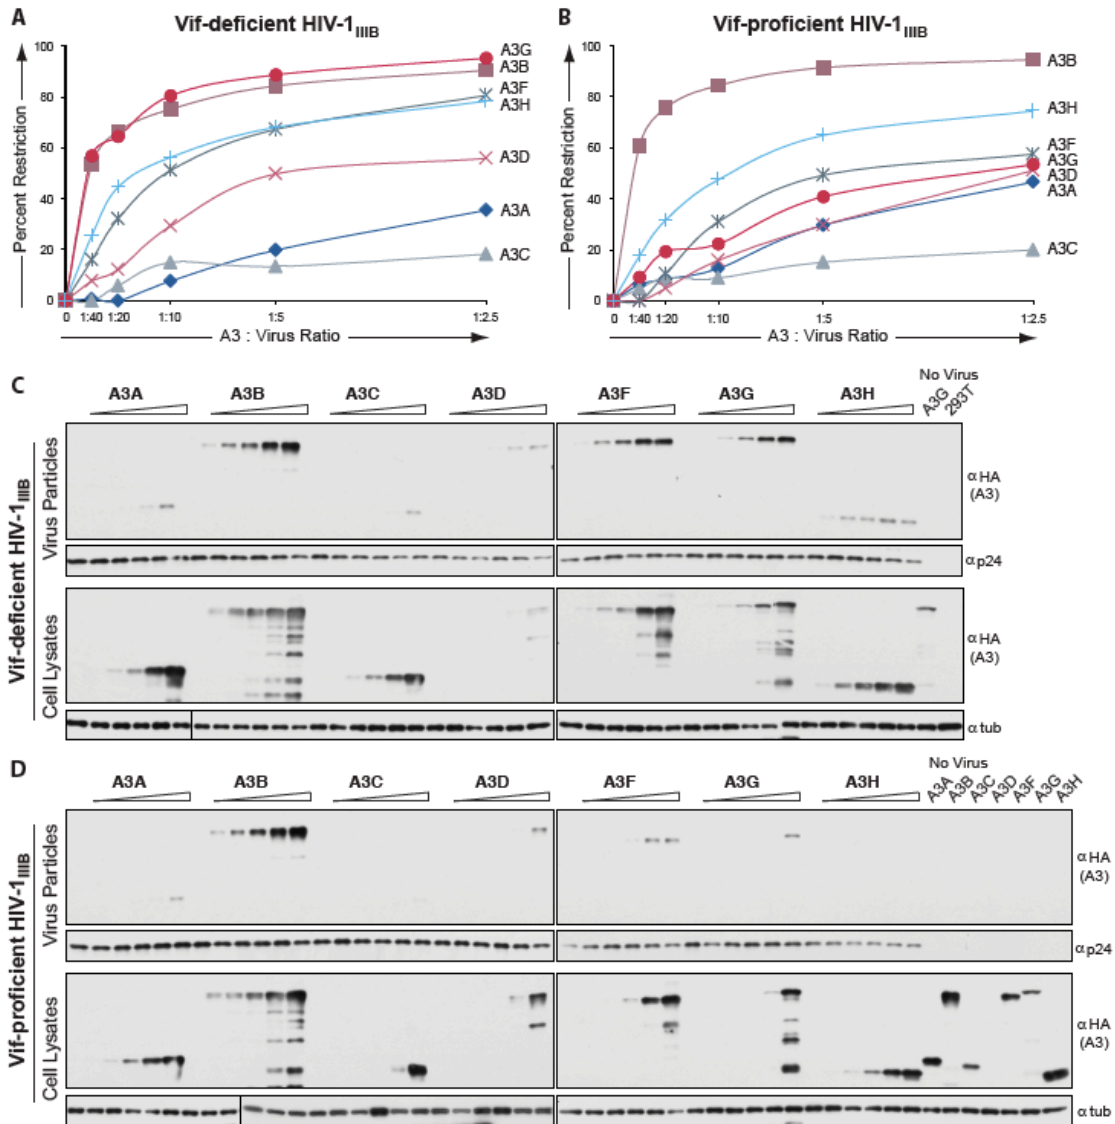 A
Vif-deficient HIV-1IIIB
Percent Restriction
100
80
60
40
20
0
0 1:40 1:20 1:10 1:5 1:2.5
A3 : Virus Ratio
A3G
A3B
A3F
A3H
A3D
A3A
A3C
B
Vif-proficient HIV-1IIIB
Percent Restriction
100
80
60
40
20
0
0 1:40 1:20 1:10 1:5 1:2.5
A3 : Virus Ratio
A3B
A3H
A3F
A3G
A3D
A3A
A3C
C
A3A A3B A3C A3D A3F A3G A3H
No Virus
A3G
293T
Vif-deficient HIV-1IIIB
Virus Particles
α HA
(A3)
αp24
Cell Lysates
α HA
(A3)
α tub
D
A3A A3B A3C A3D A3F A3G A3H
No Virus
A3A
A3B
A3C
A3D
A3F
A3G
A3H
Vif-proficient HIV-1IIIB
Virus Particles
α HA
(A3)
αp24
Cell Lysates
α HA
(A3)
α tub